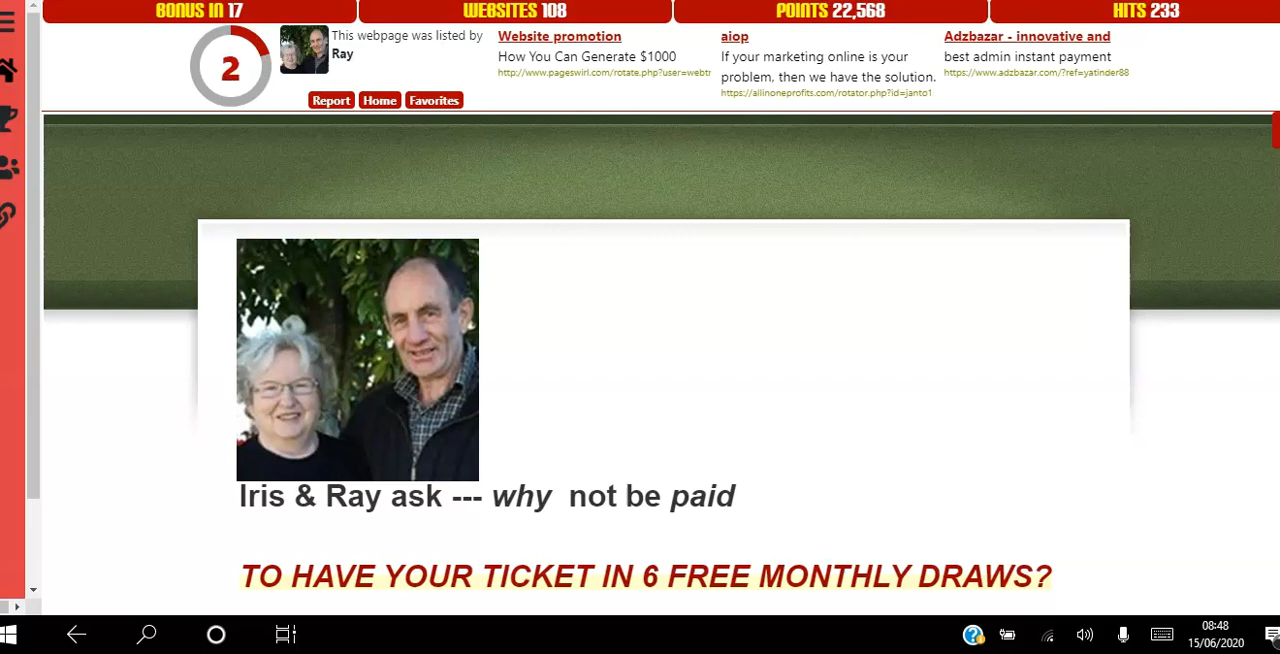 BONUS IN 17
WEBSITES 108
POINTS 22,568
HITS 233
2
This webpage was listed by
Ray
Report
Home
Favorites
Website promotion
How You Can Generate $1000
http://www.pageswirl.com/rotate.php?user=webtr
aiop
If your marketing online is your
problem, then we have the solution.
https://allinoneprofits.com/rotator.php?id=janto1
Adzbazar - innovative and
best admin instant payment
https://www.adzbazar.com/?ref=yatinder88
Iris & Ray ask --- why not be paid
TO HAVE YOUR TICKET IN 6 FREE MONTHLY DRAWS?
08:48
15/06/2020